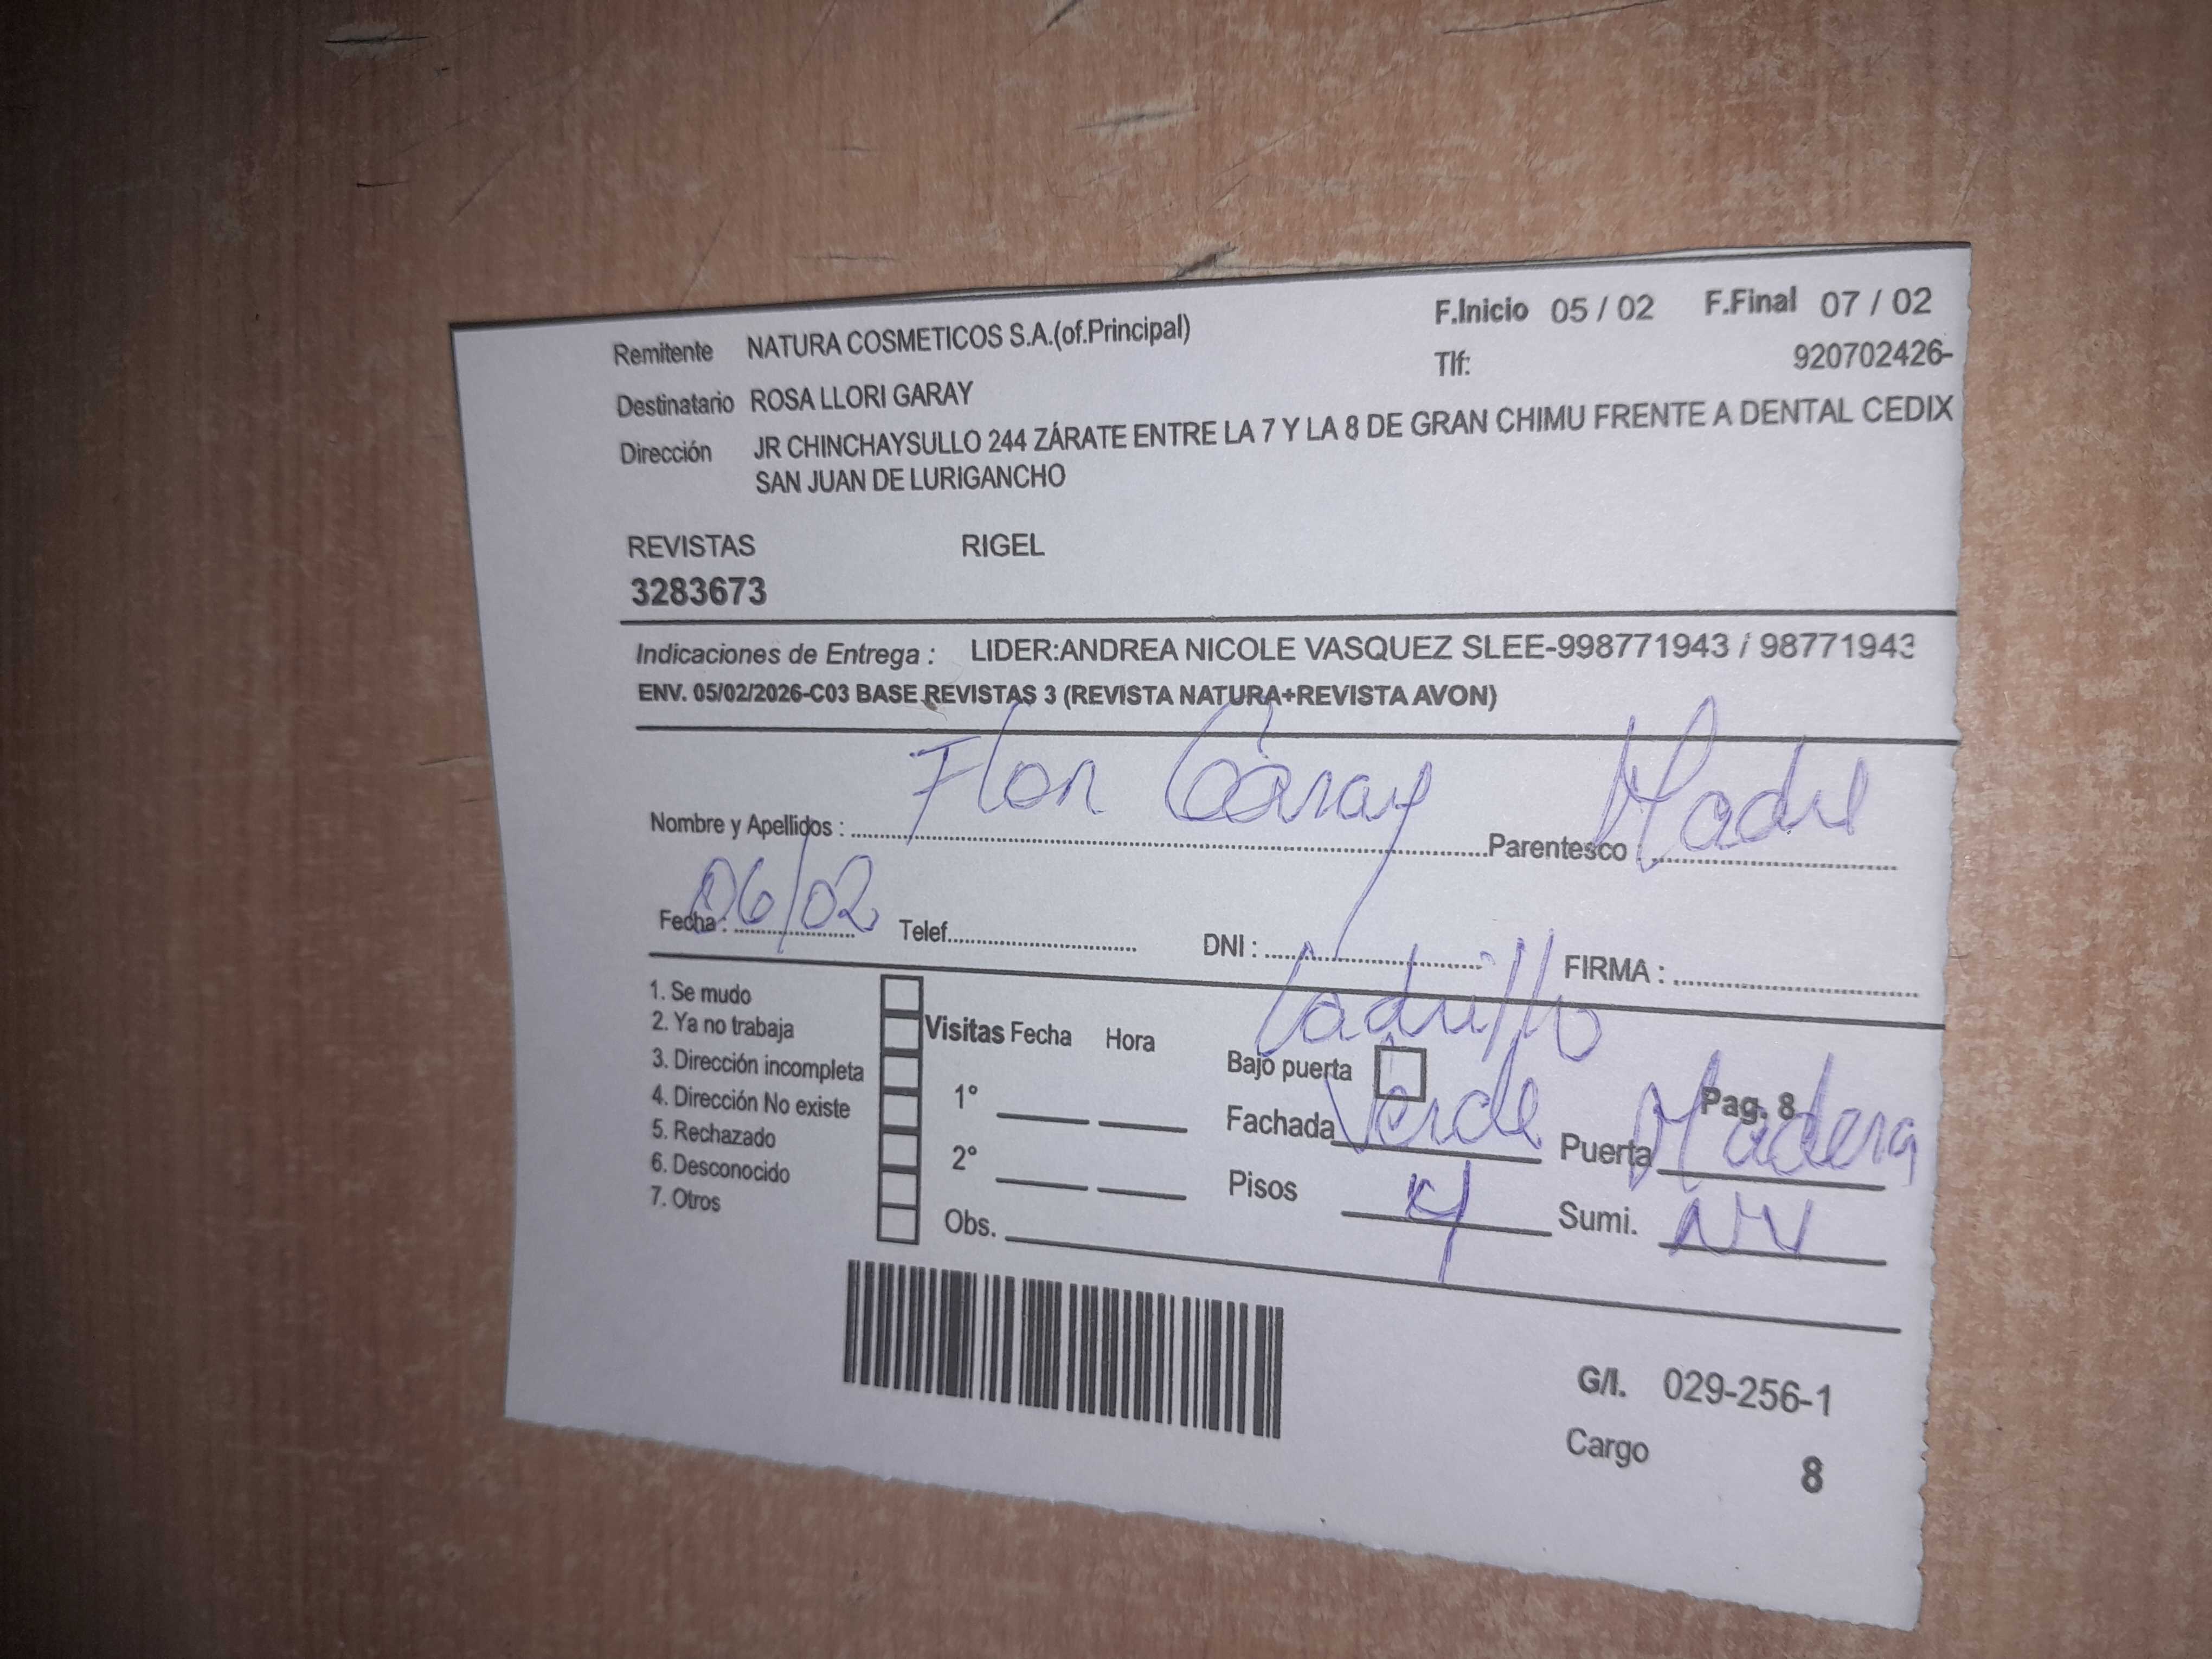 Remitente NATURA COSMETICOS S.A.(of.Principal) F.Inicio 05 / 02 F.Final 07 / 02
Tlf: 920702426-
Destinatario ROSA LLORI GARAY
Dirección JR CHINCHAYSULLO 244 ZÁRATE ENTRE LA 7 Y LA 8 DE GRAN CHIMU FRENTE A DENTAL CEDIX
SAN JUAN DE LURIGANCHO
REVISTAS RIGEL
3283673
Indicaciones de Entrega : LIDER:ANDREA NICOLE VASQUEZ SLEE-998771943 / 98771943
ENV. 05/02/2026-C03 BASE REVISTAS 3 (REVISTA NATURA+REVISTA AVON)
Nombre y Apellidos : Flor Garay Parentesco Madre
Fecha : 06/02 Telef. DNI : FIRMA :
1. Se mudo
2. Ya no trabaja
3. Dirección incompleta
4. Dirección No existe
5. Rechazado
6. Desconocido
7. Otros
Visitas Fecha Hora
1°
2°
Obs.
Ladrillo
Bajo puerta Pag. 8
Fachada Verde Puerta Madera
Pisos 4 Sumi. NV
G/I. 029-256-1
Cargo 8